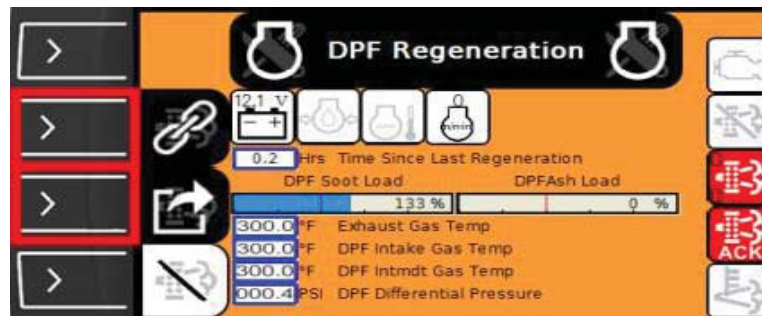 DPF Regeneration
12.1 V
0
n/min
0.2 Hrs Time Since Last Regeneration
DPF Soot Load DPFAsh Load
133 % 0 %
300.0 °F Exhaust Gas Temp
300.0 °F DPF Intake Gas Temp
300.0 °F DPF Intmdt Gas Temp
000.4 PSI DPF Differential Pressure
ACK